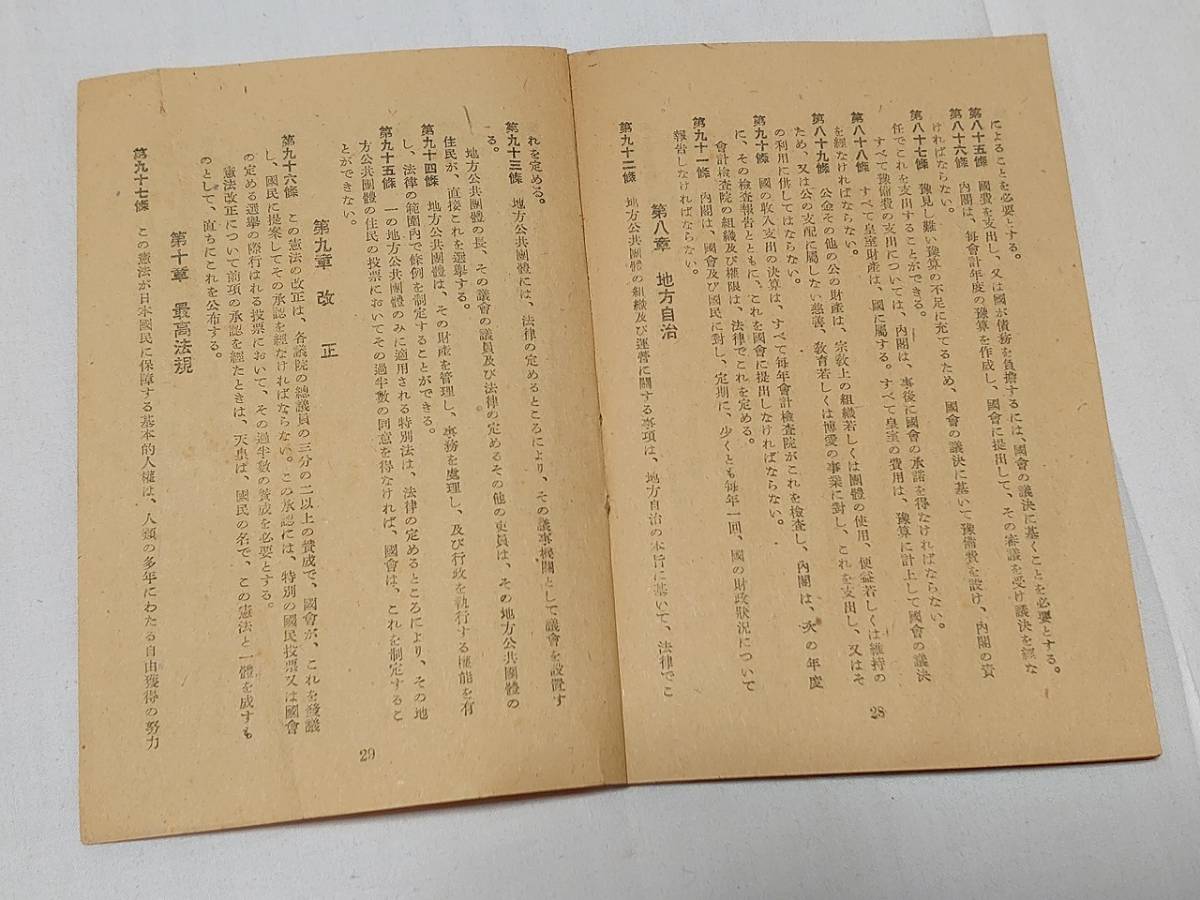 によることを必要とする。
第八十五條　國費を支出し、又は國が債務を負擔するには、國會の議決に基くことを必要とする。
第八十六條　內閣は、每會計年度の豫算を作成し、國會に提出して、その審議を受け議決を經な
ければならない。
第八十七條　豫見し難い豫算の不足に充てるため、國會の議決に基いて豫備費を設け、內閣の責
任でこれを支出することができる。
すべて豫備費の支出については、內閣は、事後に國會の承諾を得なければならない。
第八十八條　すべて皇室財產は、國に屬する。すべて皇室の費用は、豫算に計上して國會の議決
を經なければならない。
第八十九條　公金その他の公の財產は、宗敎上の組織若しくは團體の使用、便益若しくは維持の
ため、又は公の支配に屬しない慈善、敎育若しくは博愛の事業に對し、これを支出し、又はそ
の利用に供してはならない。
第九十條　國の收入支出の決算は、すべて每年會計檢査院がこれを檢査し、內閣は、次の年度
に、その檢査報告とともに、これを國會に提出しなければならない。
會計檢査院の組織及び權限は、法律でこれを定める。
第九十一條　內閣は、國會及び國民に對し、定期に、少くとも每年一回、國の財政狀況について
報告しなければならない。
第八章　地方自治
第九十二條　地方公共團體の組織及び運營に關する事項は、地方自治の本旨に基いて、法律でこ
28
れを定める。
第九十三條　地方公共團體には、法律の定めるところにより、その議事機關として議會を設置す
る。
地方公共團體の長、その議會の議員及び法律の定めるその他の吏員は、その地方公共團體の
住民が、直接これを選擧する。
第九十四條　地方公共團體は、その財產を管理し、事務を處理し、及び行政を執行する權能を有
し、法律の範圍內で條例を制定することができる。
第九十五條　一の地方公共團體のみに適用される特別法は、法律の定めるところにより、その地
方公共團體の住民の投票においてその過半數の同意を得なければ、國會は、これを制定するこ
とができない。
第九章　改　正
第九十六條　この憲法の改正は、各議院の總議員の三分の二以上の贊成で、國會が、これを發議
し、國民に提案してその承認を經なければならない。この承認には、特別の國民投票又は國會
の定める選擧の際行はれる投票において、その過半數の贊成を必要とする。
憲法改正について前項の承認を經たときは、天皇は、國民の名で、この憲法と一體を成すも
のとして、直ちにこれを公布する。
第十章　最高法規
第九十七條　この憲法が日本國民に保障する基本的人權は、人類の多年にわたる自由獲得の努力
29